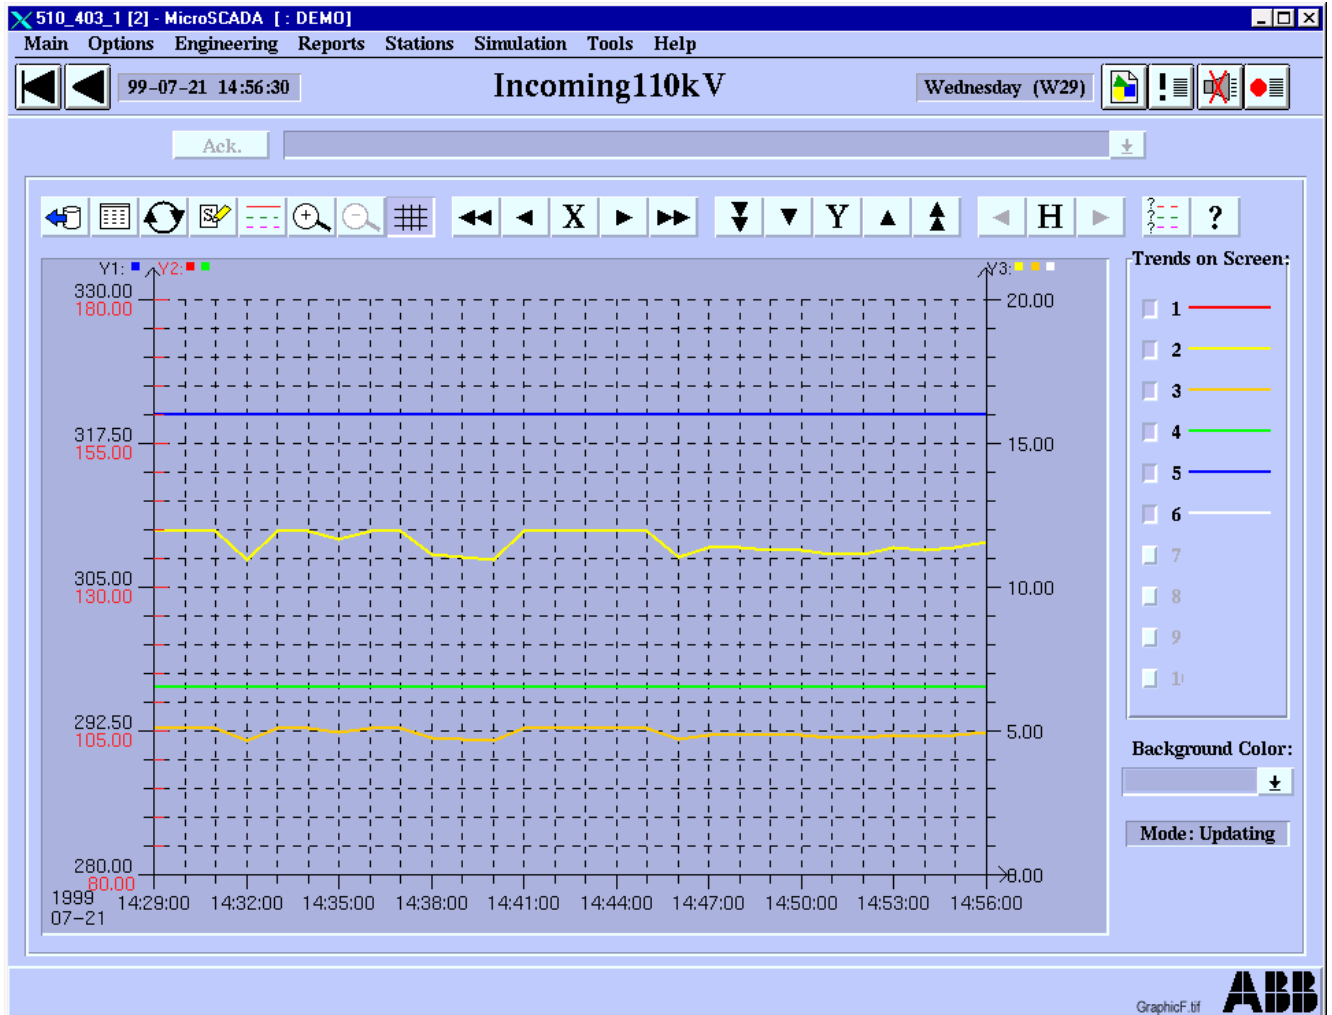 510_403_1 [2] - MicroSCADA [ : DEMO]
Main Options Engineering Reports Stations Simulation Tools Help
99-07-21 14:56:30
Incoming110kV
Wednesday (W29)
Ack.
X
Y
H
?
Y1:
Y2:
Y3:
330.00
180.00
20.00
317.50
155.00
15.00
305.00
130.00
10.00
292.50
105.00
5.00
280.00
80.00
0.00
1999
07-21
14:29:00 14:32:00 14:35:00 14:38:00 14:41:00 14:44:00 14:47:00 14:50:00 14:53:00 14:56:00
Trends on Screen:
1
2
3
4
5
6
7
8
9
Background Color:
Mode: Updating
GraphicF.tif
ABB